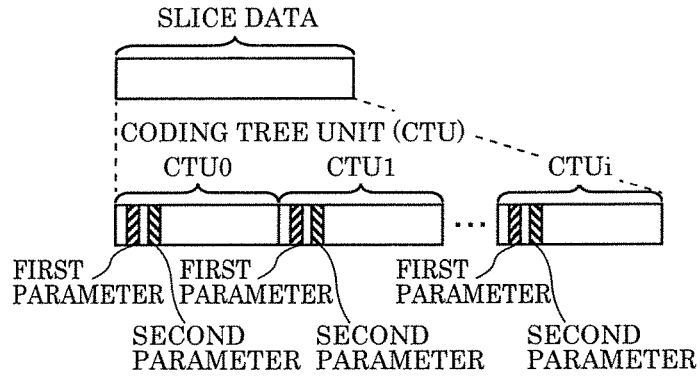 SLICE DATA
CODING TREE UNIT (CTU)
CTU0 CTU1 CTUi
...
FIRST PARAMETER
FIRST PARAMETER
FIRST PARAMETER
SECOND PARAMETER
SECOND PARAMETER
SECOND PARAMETER